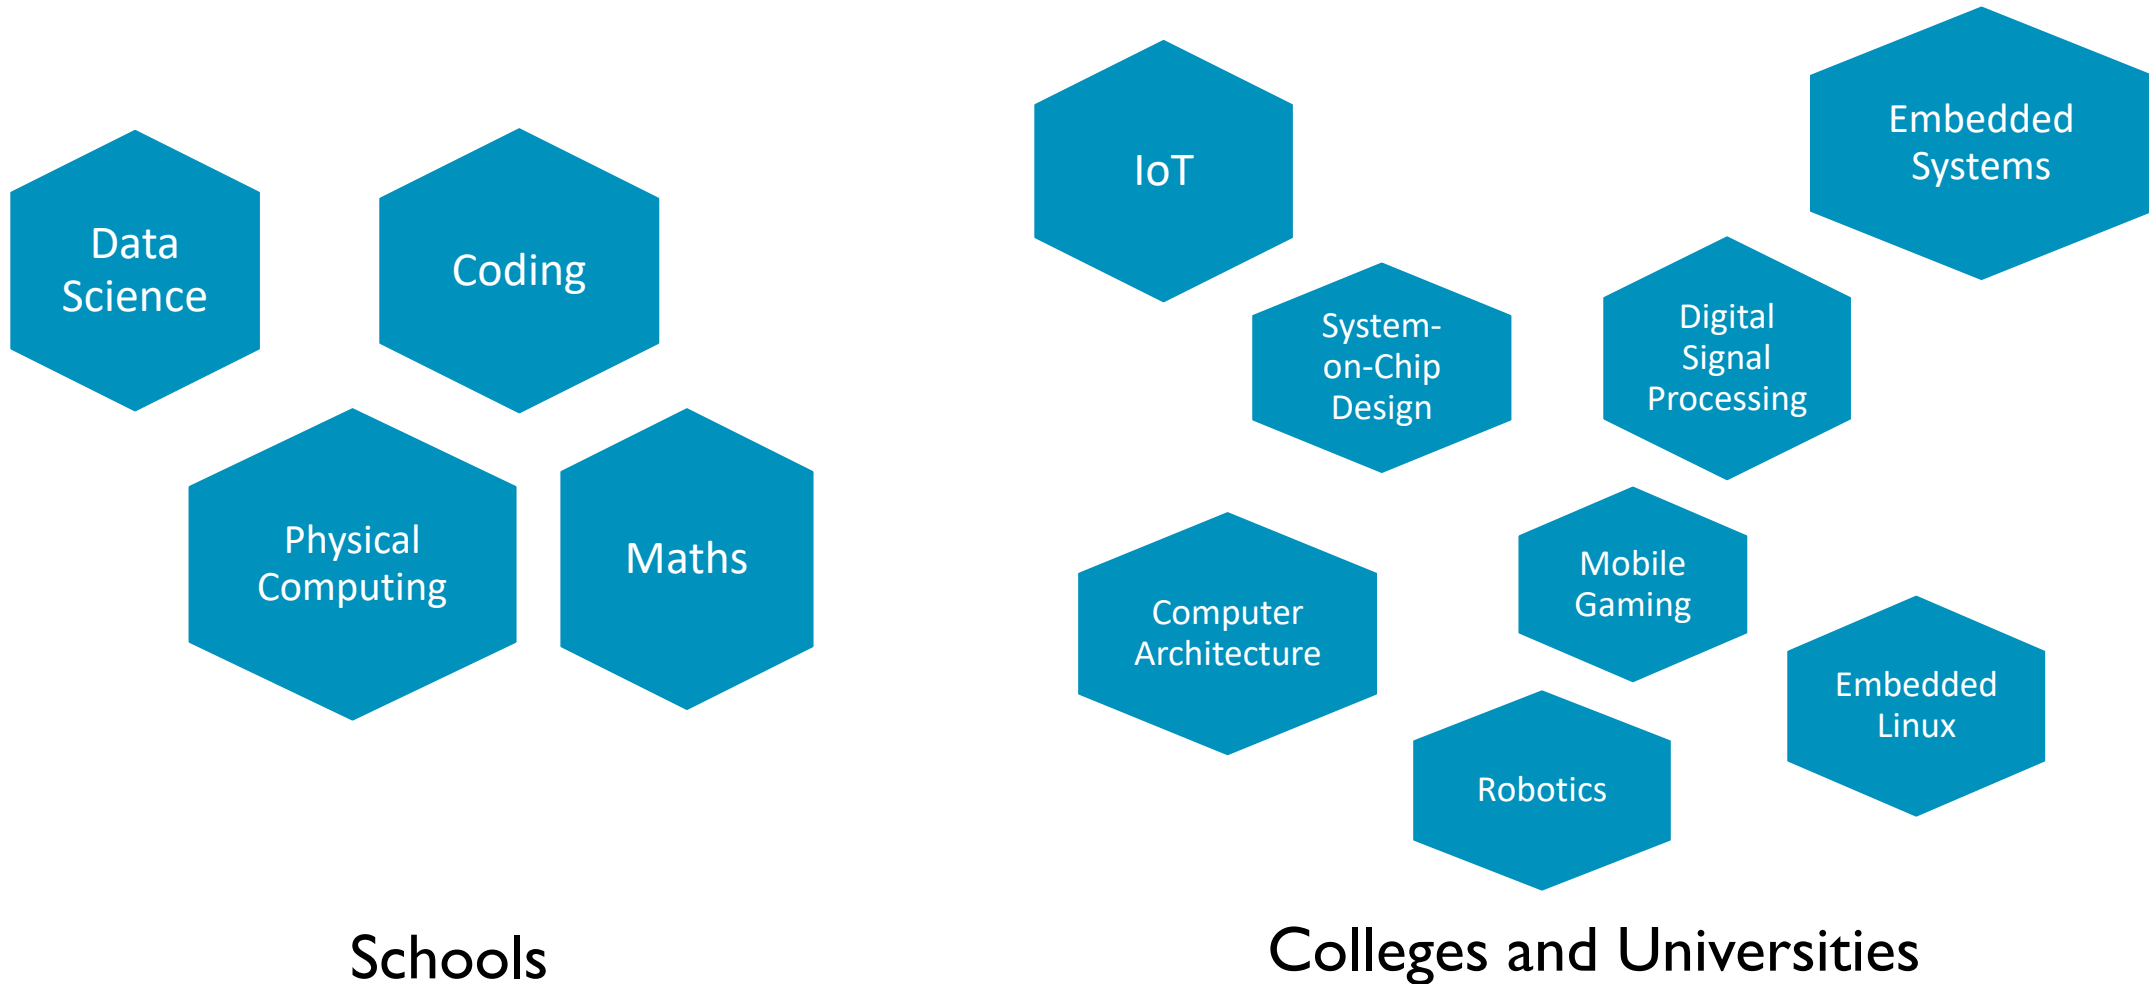 Data
Science
Coding
Physical
Computing
Maths
Schools
IoT
Embedded
Systems
System-
on-Chip
Design
Digital
Signal
Processing
Computer
Architecture
Mobile
Gaming
Embedded
Linux
Robotics
Colleges and Universities